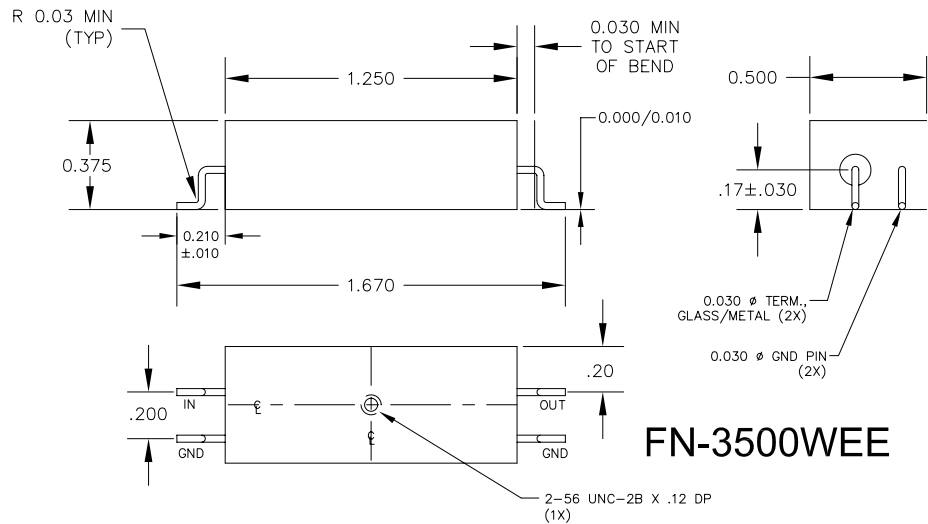 R 0.03 MIN
(TYP)
0.030 MIN
TO START
OF BEND
1.250
0.500
0.000/0.010
0.375
.17±.030
0.210
±.010
1.670
0.030 ø TERM.,
GLASS/METAL (2X)
0.030 ø GND PIN
(2X)
.20
IN
OUT
.200
℄
℄
GND
GND
FN-3500WEE
2-56 UNC-2B X .12 DP
(1X)